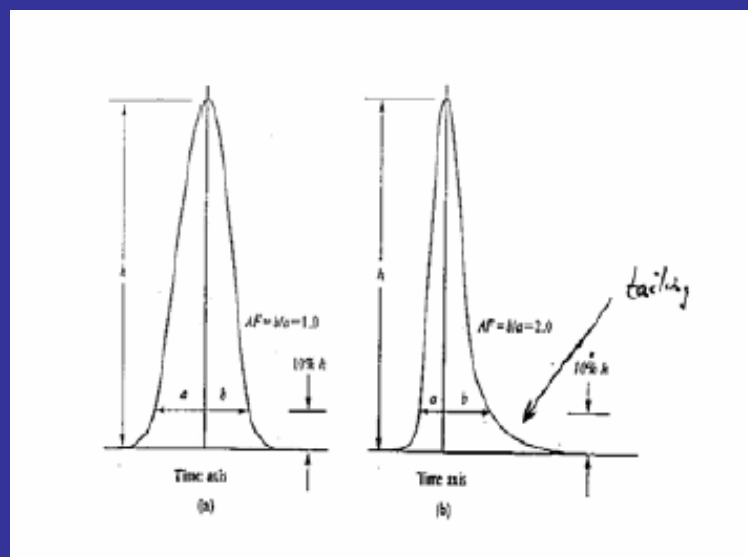 h
AF = b/a = 1.0
10% h
a
b
Time axis
(a)
h
AF = b/a = 2.0
10% h
a
b
Time axis
(b)
tailing